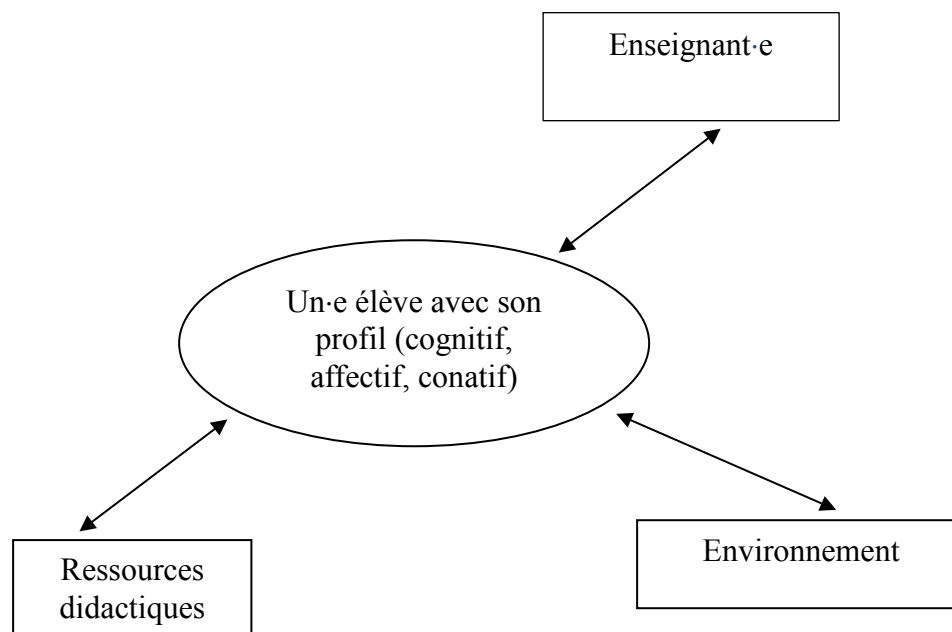 Enseignant·e
Un·e élève avec son
profil (cognitif,
affectif, conatif)
Environnement
Ressources
didactiques